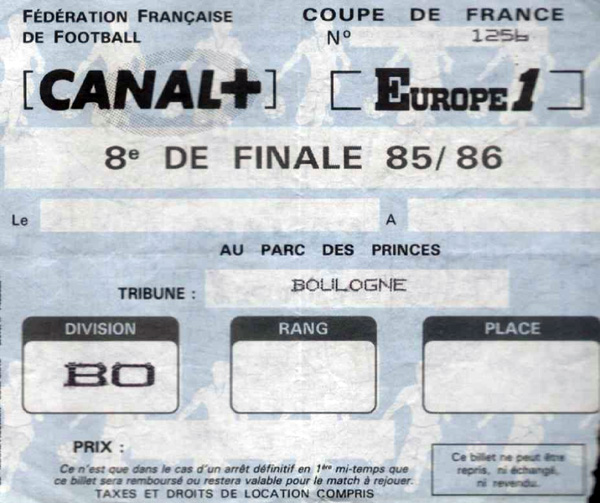 FÉDÉRATION FRANÇAISE
DE FOOTBALL
COUPE DE FRANCE
N° 1256
[CANAL+]
[EUROPE 1]
8e DE FINALE 85/86
Le
A
AU PARC DES PRINCES
TRIBUNE : BOULOGNE
DIVISION
RANG
PLACE
BO
PRIX :
Ce n'est que dans le cas d'un arrêt définitif en 1ère mi-temps que
ce billet sera remboursé ou restera valable pour le match à rejouer.
TAXES ET DROITS DE LOCATION COMPRIS
Ce billet ne peut être
repris, ni échangé,
ni revendu.